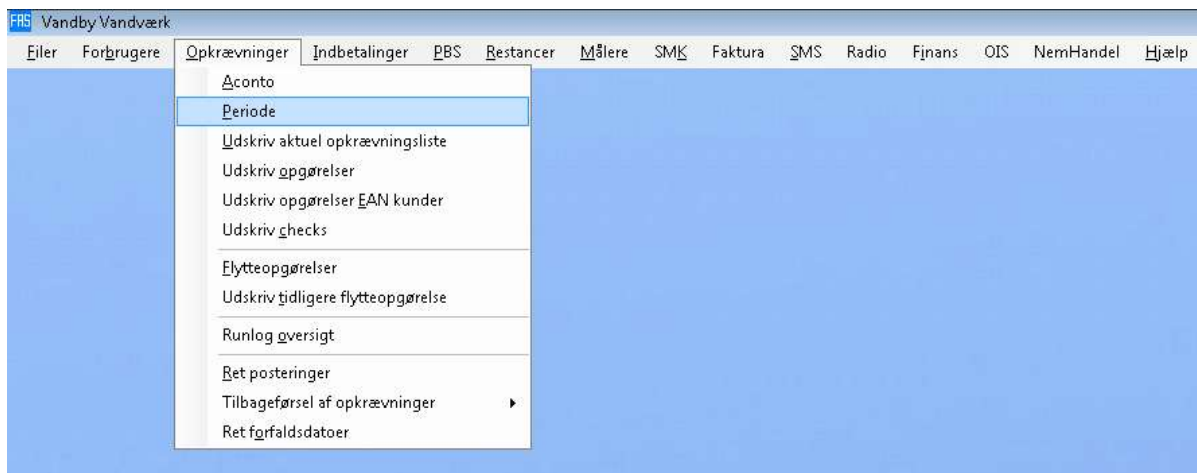 FAS Vandby Vandværk
Filer Forbrugere Opkrævninger Indbetalinger PBS Restancer Målere SMK Faktura SMS Radio Finans OIS NemHandel Hjælp
Aconto
Periode
Udskriv aktuel opkrævningsliste
Udskriv opgørelser
Udskriv opgørelser EAN kunder
Udskriv checks
Flytteopgørelser
Udskriv tidligere flytteopgørelse
Runlog oversigt
Ret posteringer
Tilbageførsel af opkrævninger
Ret forfaldsdatoer